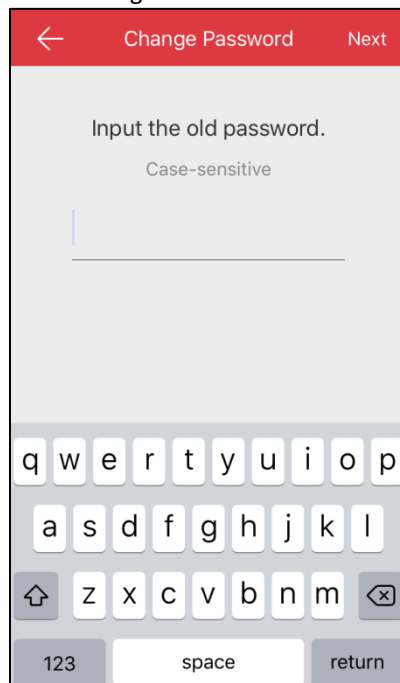 Change Password Next
Input the old password.
Case-sensitive
q w e r t y u i o p
a s d f g h j k l
z x c v b n m
123 space return